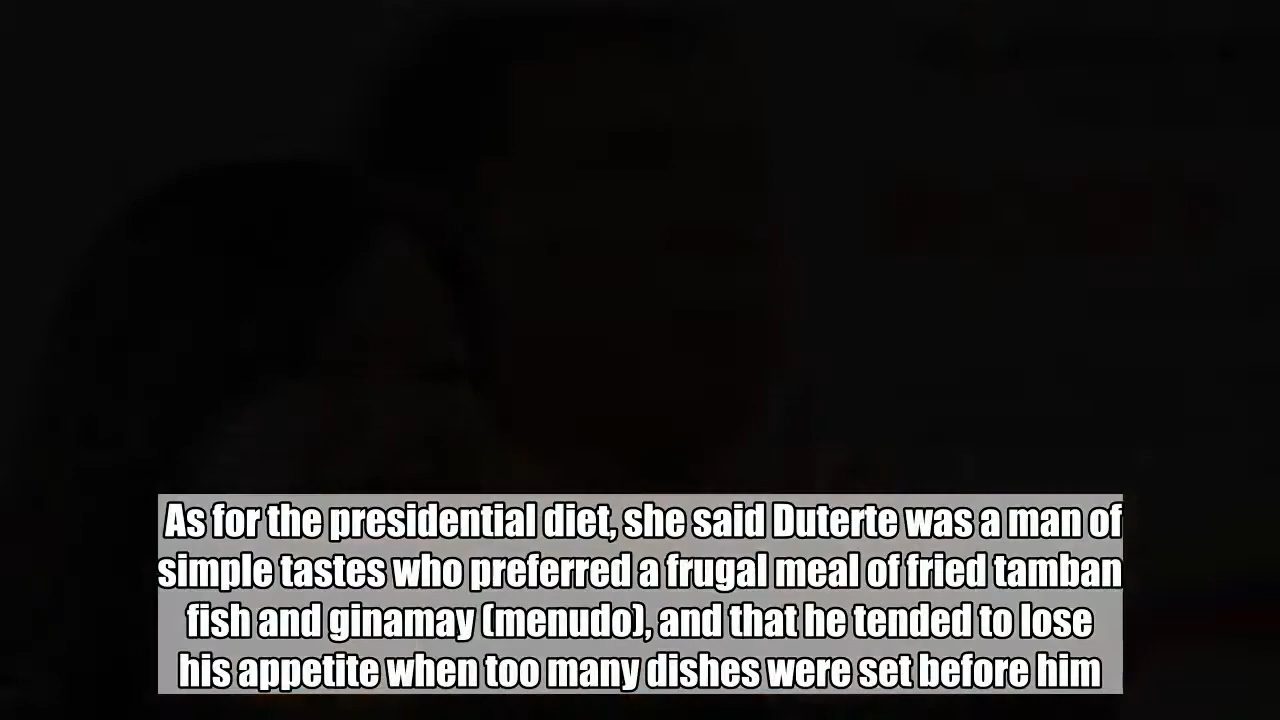 As for the presidential diet, she said Duterte was a man of
simple tastes who preferred a frugal meal of fried tamban
fish and ginamay (menudo), and that he tended to lose
his appetite when too many dishes were set before him